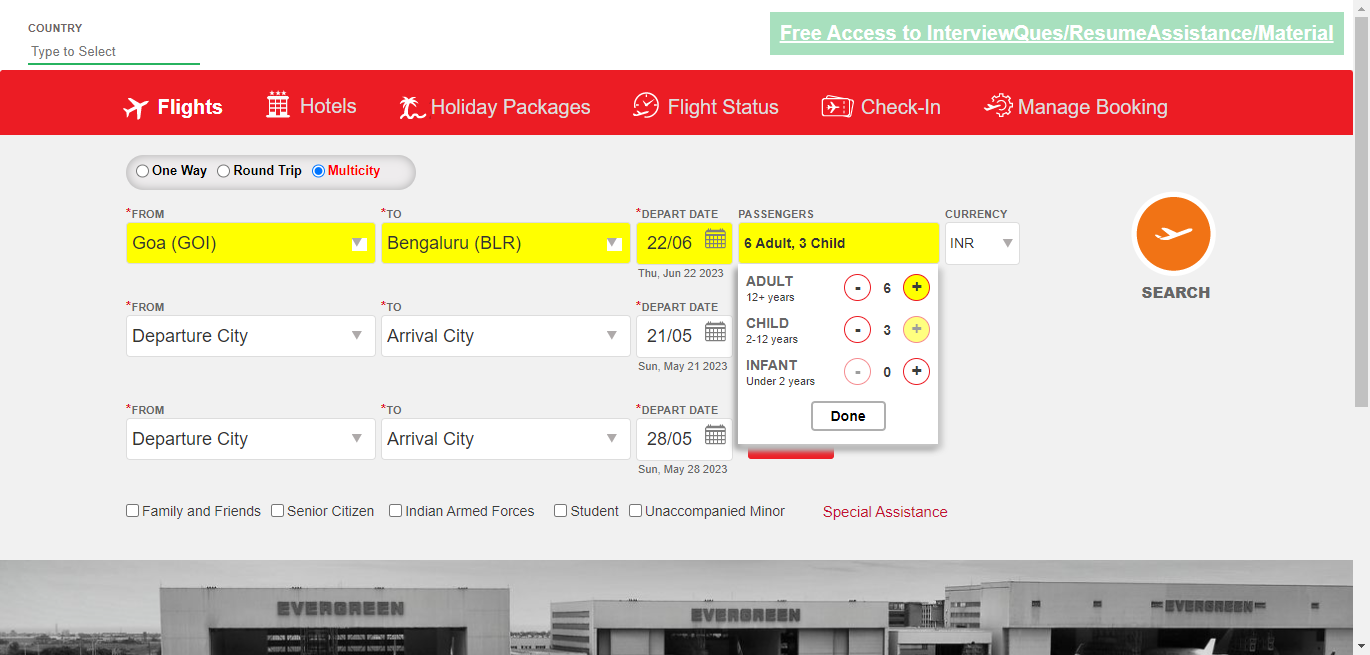 COUNTRY
Type to Select
Free Access to InterviewQues/ResumeAssistance/Material
Flights
Hotels
Holiday Packages
Flight Status
Check-In
Manage Booking
One Way
Round Trip
Multicity
*FROM
*TO
*DEPART DATE
PASSENGERS
CURRENCY
Goa (GOI)
Bengaluru (BLR)
22/06
6 Adult, 3 Child
INR
Thu, Jun 22 2023
SEARCH
ADULT
12+ years
- 6 +
CHILD
2-12 years
- 3 +
INFANT
Under 2 years
- 0 +
Done
*FROM
*TO
*DEPART DATE
Departure City
Arrival City
21/05
Sun, May 21 2023
*FROM
*TO
*DEPART DATE
Departure City
Arrival City
28/05
Sun, May 28 2023
Family and Friends
Senior Citizen
Indian Armed Forces
Student
Unaccompanied Minor
Special Assistance
EVERGREEN
EVERGREEN
EVERGREEN